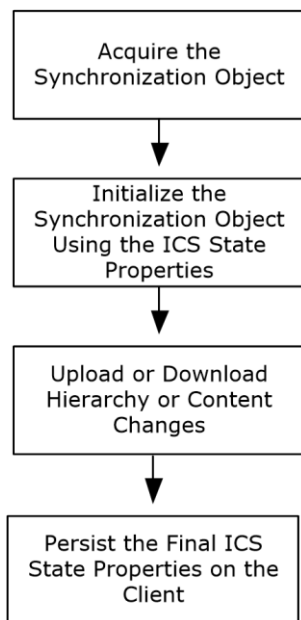 Acquire the
Synchronization Object
Initialize the
Synchronization Object
Using the ICS State
Properties
Upload or Download
Hierarchy or Content
Changes
Persist the Final ICS
State Properties on the
Client